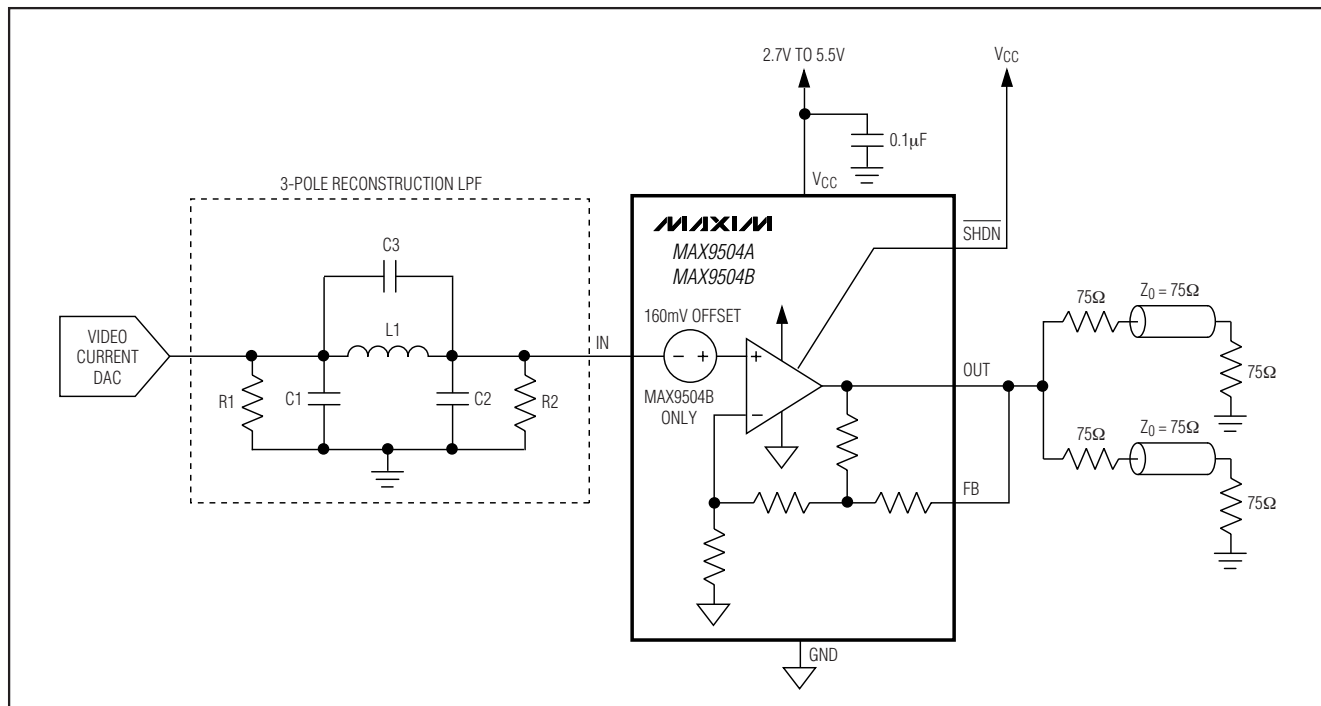 2.7V TO 5.5V
VCC
0.1µF
3-POLE RECONSTRUCTION LPF
VCC
MAXIM
SHDN
MAX9504A
MAX9504B
C3
75Ω
Z0 = 75Ω
160mV OFFSET
VIDEO
CURRENT
DAC
L1
IN
OUT
75Ω
R1
C1
C2
R2
MAX9504B
ONLY
75Ω
Z0 = 75Ω
FB
75Ω
GND